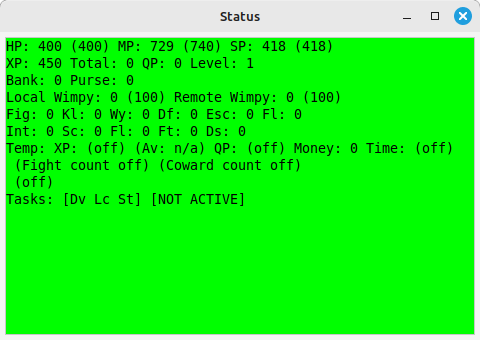 Status
HP: 400 (400) MP: 729 (740) SP: 418 (418)
XP: 450 Total: 0 QP: 0 Level: 1
Bank: 0 Purse: 0
Local Wimpy: 0 (100) Remote Wimpy: 0 (100)
Fig: 0 Kl: 0 Wy: 0 Df: 0 Esc: 0 Fl: 0
Int: 0 Sc: 0 Fl: 0 Ft: 0 Ds: 0
Temp: XP: (off) (Av: n/a) QP: (off) Money: 0 Time: (off)
(Fight count off) (Coward count off)
(off)
Tasks: [Dv Lc St] [NOT ACTIVE]